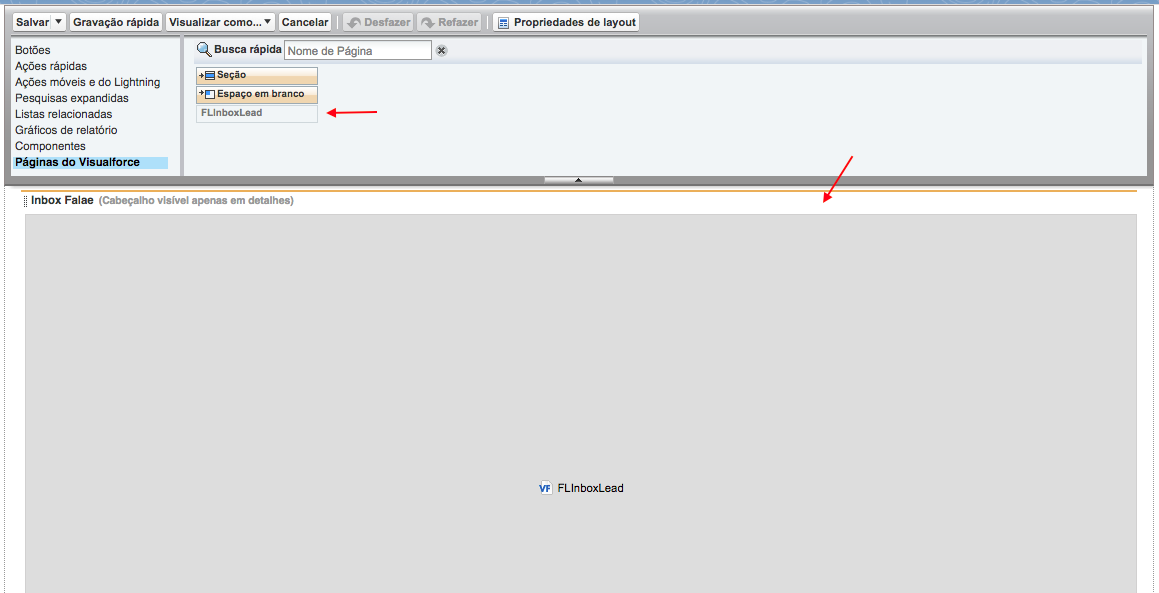 Salvar Gravação rápida Visualizar como... Cancelar Desfazer Refazer Propriedades de layout
Botões
Ações rápidas
Ações móveis e do Lightning
Pesquisas expandidas
Listas relacionadas
Gráficos de relatório
Componentes
Páginas do Visualforce
Busca rápida Nome de Página
Seção
Espaço em branco
FLInboxLead
Inbox Falae (Cabeçalho visível apenas em detalhes)
VF FLInboxLead